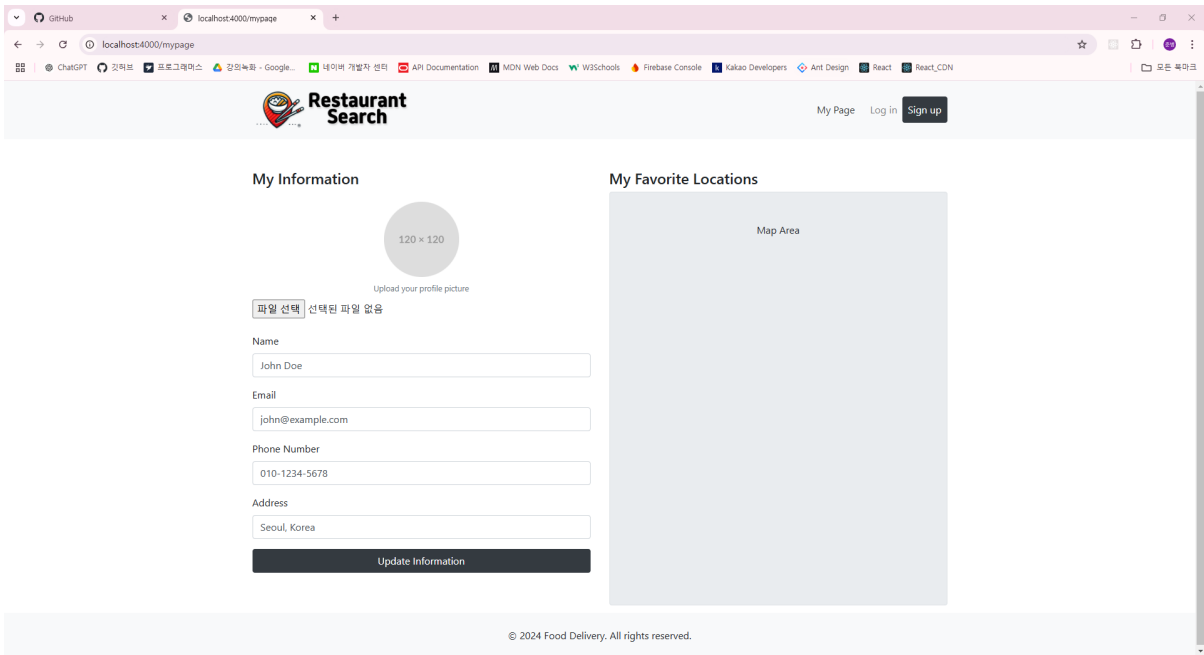 GitHub
localhost:4000/mypage
localhost:4000/mypage
ChatGPT 깃허브 프로그래머스 강의녹화 - Google... 네이버 개발자 센터 API Documentation MDN Web Docs W3Schools Firebase Console Kakao Developers Ant Design React React_CDN 모든 북마크
Restaurant
Search
My Page Log in Sign up
My Information
120 × 120
Upload your profile picture
파일 선택 선택된 파일 없음
Name
John Doe
Email
john@example.com
Phone Number
010-1234-5678
Address
Seoul, Korea
Update Information
My Favorite Locations
Map Area
© 2024 Food Delivery. All rights reserved.